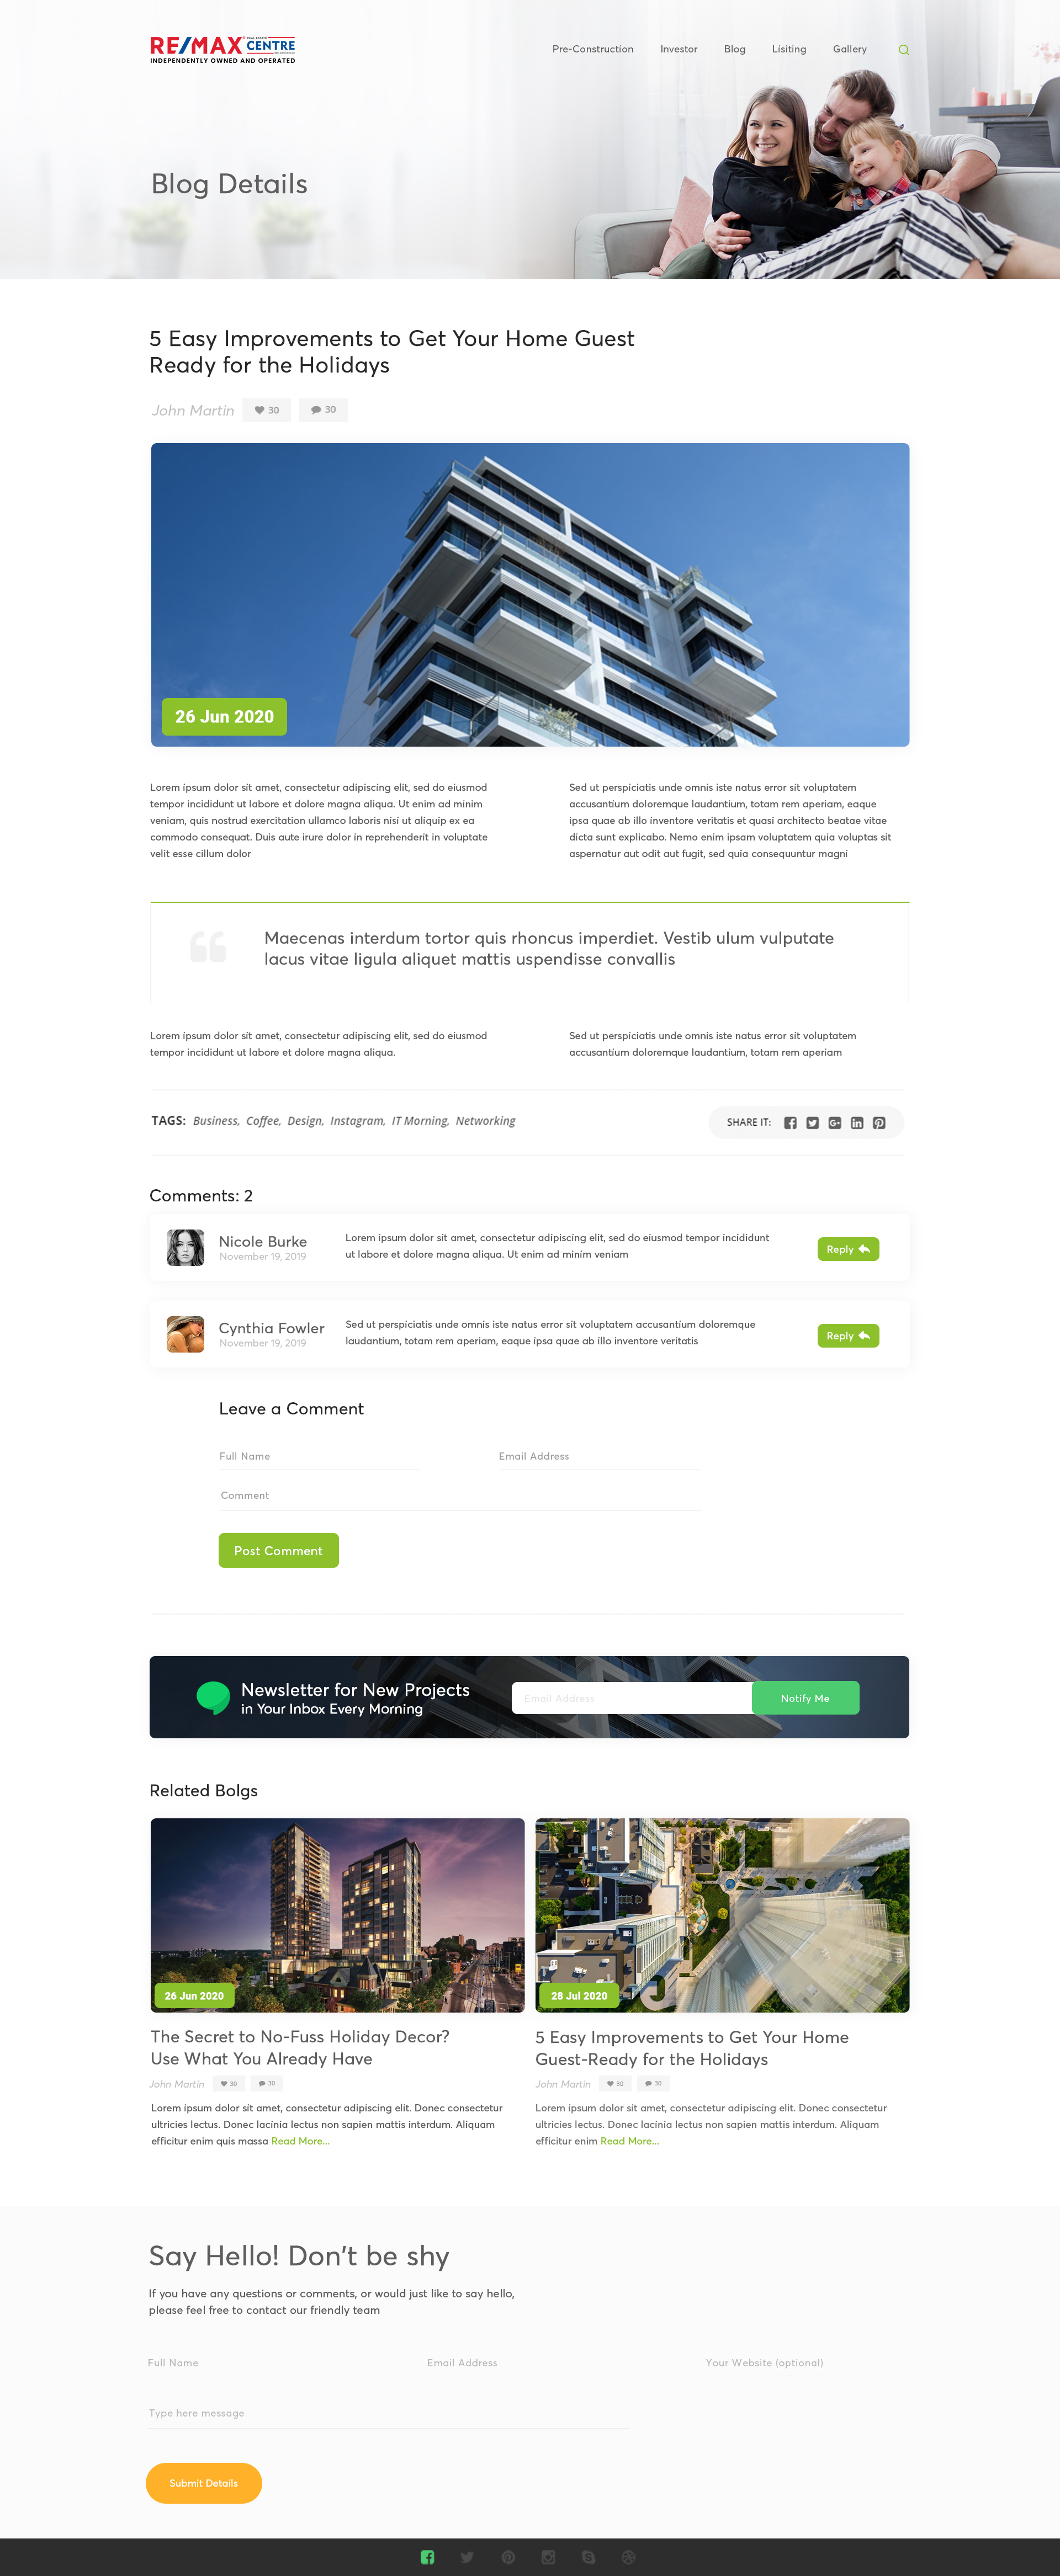 RE/MAX CENTRE
INDEPENDENTLY OWNED AND OPERATED
Pre-Construction Investor Blog Lisiting Gallery
Blog Details
5 Easy Improvements to Get Your Home Guest
Ready for the Holidays
John Martin 30 30
26 Jun 2020
Lorem ipsum dolor sit amet, consectetur adipiscing elit, sed do eiusmod
tempor incididunt ut labore et dolore magna aliqua. Ut enim ad minim
veniam, quis nostrud exercitation ullamco laboris nisi ut aliquip ex ea
commodo consequat. Duis aute irure dolor in reprehenderit in voluptate
velit esse cillum dolor
Sed ut perspiciatis unde omnis iste natus error sit voluptatem
accusantium doloremque laudantium, totam rem aperiam, eaque
ipsa quae ab illo inventore veritatis et quasi architecto beatae vitae
dicta sunt explicabo. Nemo enim ipsam voluptatem quia voluptas sit
aspernatur aut odit aut fugit, sed quia consequuntur magni
Maecenas interdum tortor quis rhoncus imperdiet. Vestib ulum vulputate
lacus vitae ligula aliquet mattis uspendisse convallis
Lorem ipsum dolor sit amet, consectetur adipiscing elit, sed do eiusmod
tempor incididunt ut labore et dolore magna aliqua.
Sed ut perspiciatis unde omnis iste natus error sit voluptatem
accusantium doloremque laudantium, totam rem aperiam
TAGS: Business, Coffee, Design, Instagram, IT Morning, Networking
SHARE IT:
Comments: 2
Nicole Burke
November 19, 2019
Lorem ipsum dolor sit amet, consectetur adipiscing elit, sed do eiusmod tempor incididunt
ut labore et dolore magna aliqua. Ut enim ad minim veniam
Reply
Cynthia Fowler
November 19, 2019
Sed ut perspiciatis unde omnis iste natus error sit voluptatem accusantium doloremque
laudantium, totam rem aperiam, eaque ipsa quae ab illo inventore veritatis
Reply
Leave a Comment
Full Name Email Address
Comment
Post Comment
Newsletter for New Projects
in Your Inbox Every Morning
Email Address
Notify Me
Related Bolgs
26 Jun 2020
The Secret to No-Fuss Holiday Decor?
Use What You Already Have
John Martin 30 30
Lorem ipsum dolor sit amet, consectetur adipiscing elit. Donec consectetur
ultricies lectus. Donec lacinia lectus non sapien mattis interdum. Aliquam
efficitur enim quis massa Read More...
28 Jul 2020
5 Easy Improvements to Get Your Home
Guest-Ready for the Holidays
John Martin 30 30
Lorem ipsum dolor sit amet, consectetur adipiscing elit. Donec consectetur
ultricies lectus. Donec lacinia lectus non sapien mattis interdum. Aliquam
efficitur enim Read More...
Say Hello! Don't be shy
If you have any questions or comments, or would just like to say hello,
please feel free to contact our friendly team
Full Name Email Address Your Website (optional)
Type here message
Submit Details